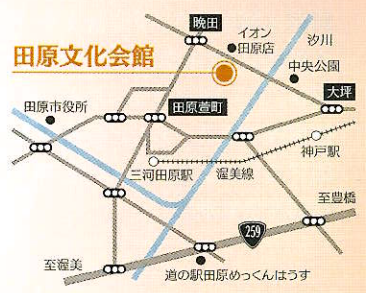 晩田
イオン
田原店
汐川
田原文化会館
中央公園
大坪
田原市役所
田原萱町
神戸駅
三河田原駅
渥美線
至豊橋
259
至渥美
道の駅田原めっくんはうす